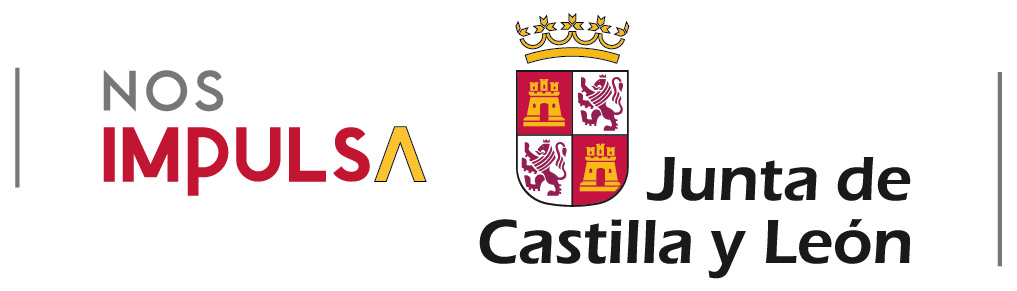 NOS
IMPULSA
Junta de
Castilla y León